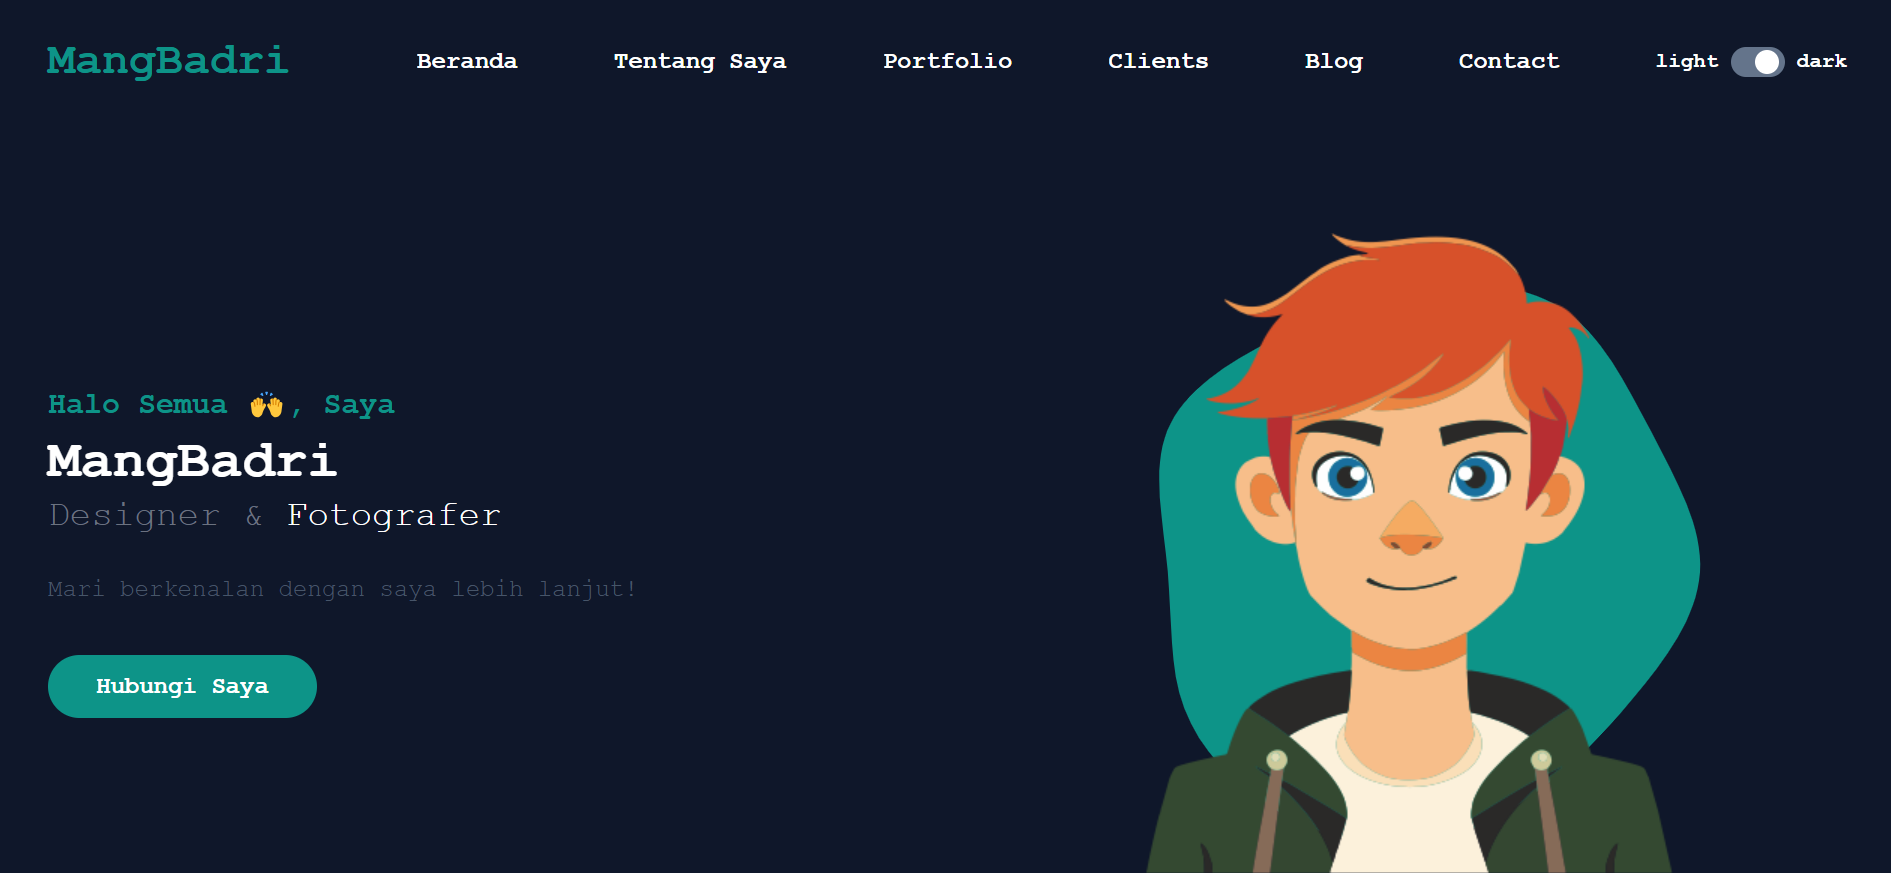 MangBadri
Beranda
Tentang Saya
Portfolio
Clients
Blog
Contact
light
dark
Halo Semua 🙌, Saya
MangBadri
Designer & Fotografer
Mari berkenalan dengan saya lebih lanjut!
Hubungi Saya